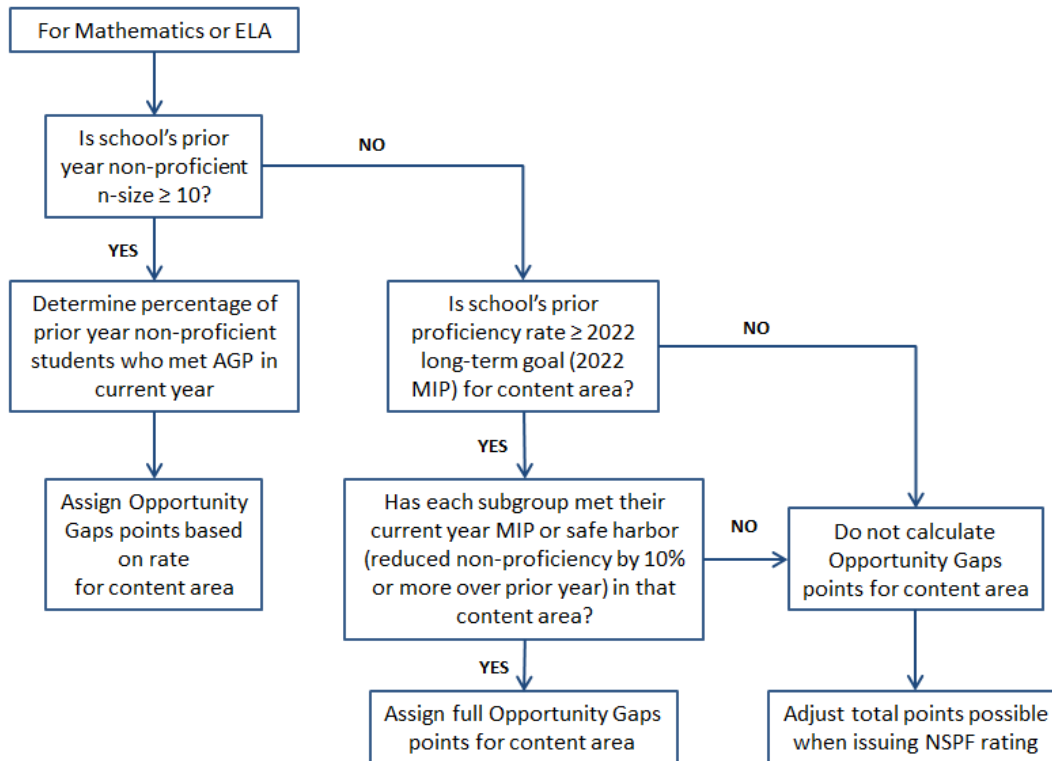 For Mathematics or ELA
Is school's prior
year non-proficient
n-size ≥ 10?
NO
YES
Determine percentage of
prior year non-proficient
students who met AGP in
current year
Is school's prior
proficiency rate ≥ 2022
long-term goal (2022
MIP) for content area?
NO
YES
Assign Opportunity
Gaps points based
on rate
for content area
Has each subgroup met their
current year MIP or safe harbor
(reduced non-proficiency by 10%
or more over prior year) in that
content area?
NO
Do not calculate
Opportunity Gaps
points for content area
YES
Assign full Opportunity Gaps
points for content area
Adjust total points possible
when issuing NSPF rating